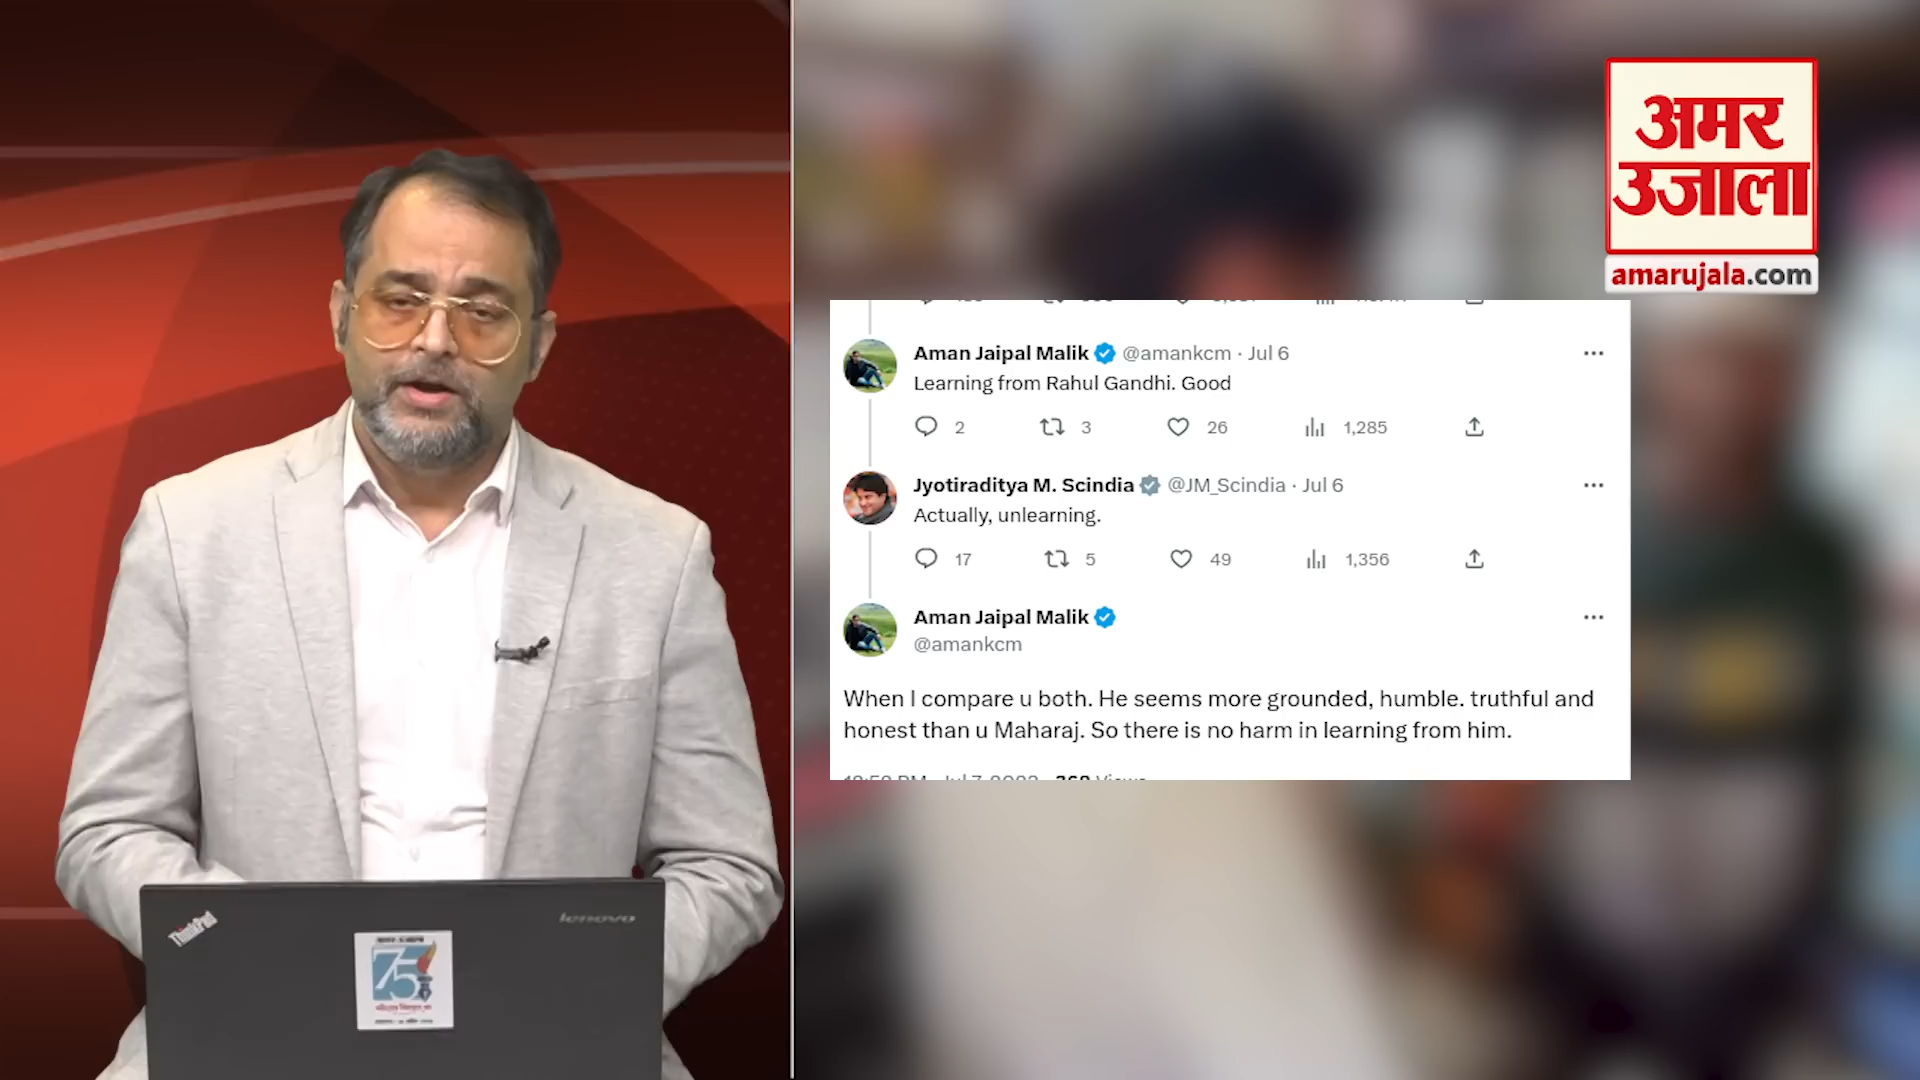 अमर
उजाला
amarujala.com
Aman Jaipal Malik @amankcm · Jul 6
Learning from Rahul Gandhi. Good
2 3 26 1,285
Jyotiraditya M. Scindia @JM_Scindia · Jul 6
Actually, unlearning.
17 5 49 1,356
Aman Jaipal Malik
@amankcm
When I compare u both. He seems more grounded, humble. truthful and
honest than u Maharaj. So there is no harm in learning from him.
ThinkPad
lenovo
75